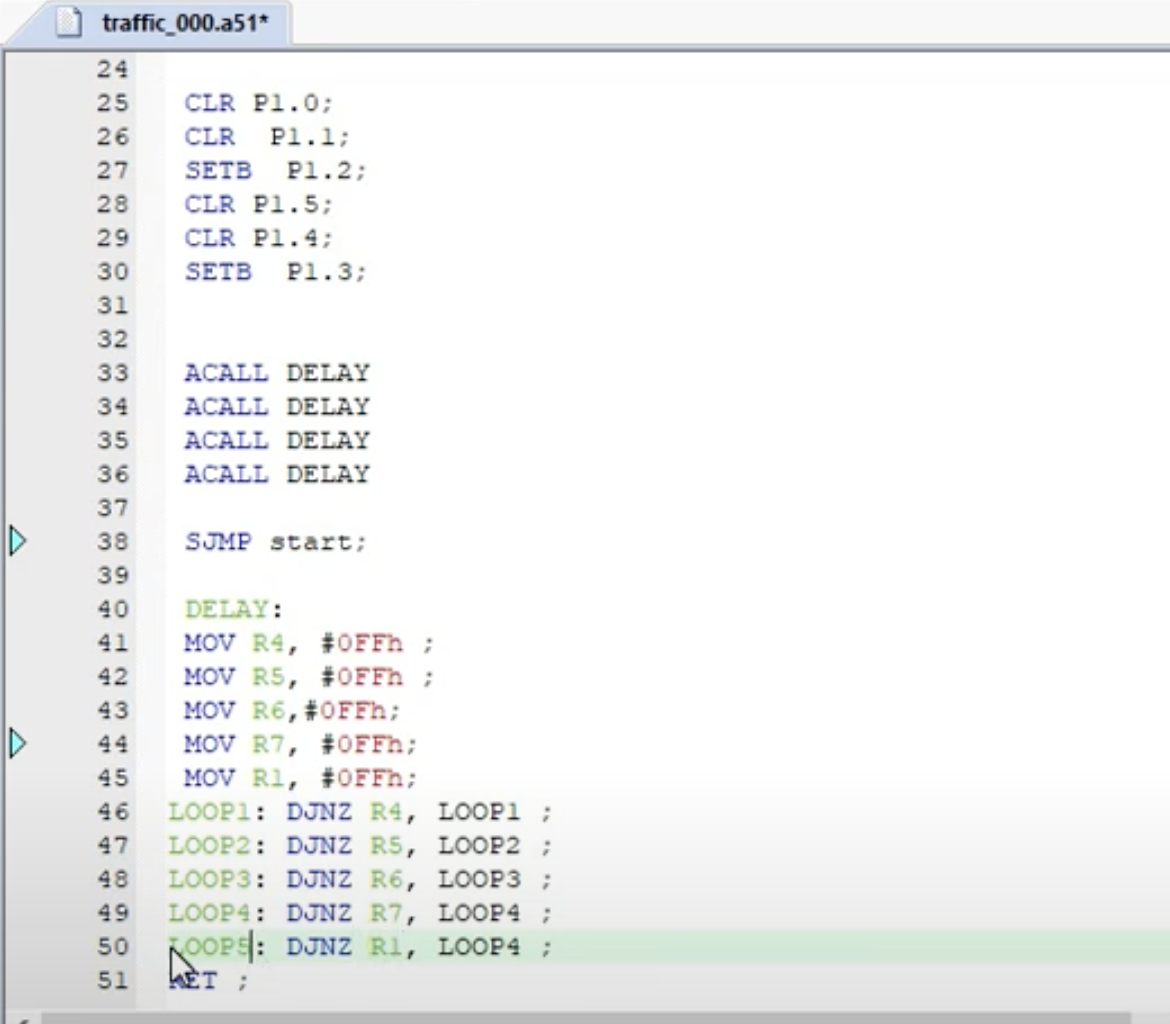 traffic_000.a51*
24
25 CLR P1.0;
26 CLR  P1.1;
27 SETB  P1.2;
28 CLR P1.5;
29 CLR P1.4;
30 SETB  P1.3;
31
32
33 ACALL DELAY
34 ACALL DELAY
35 ACALL DELAY
36 ACALL DELAY
37
38 SJMP start;
39
40 DELAY:
41 MOV R4, #0FFh ;
42 MOV R5, #0FFh ;
43 MOV R6,#0FFh;
44 MOV R7, #0FFh;
45 MOV R1, #0FFh;
46 LOOP1: DJNZ R4, LOOP1 ;
47 LOOP2: DJNZ R5, LOOP2 ;
48 LOOP3: DJNZ R6, LOOP3 ;
49 LOOP4: DJNZ R7, LOOP4 ;
50 LOOP5: DJNZ R1, LOOP4 ;
51 RET ;